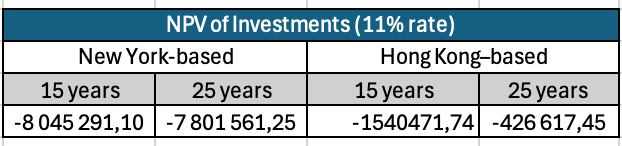 NPV of Investments (11% rate)
New York-based Hong Kong–based
15 years 25 years 15 years 25 years
-8 045 291,10 -7 801 561,25 -1540471,74 -426 617,45